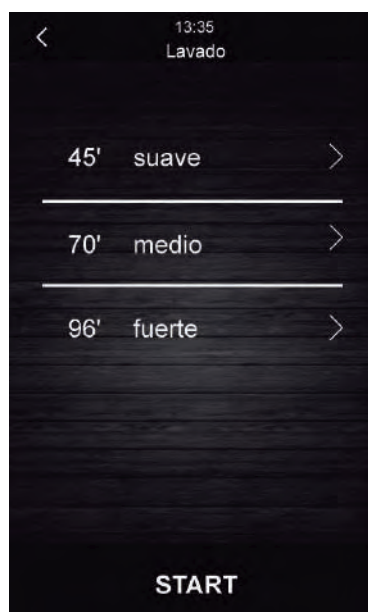 13:35
Lavado
45' suave
70' medio
96' fuerte
START